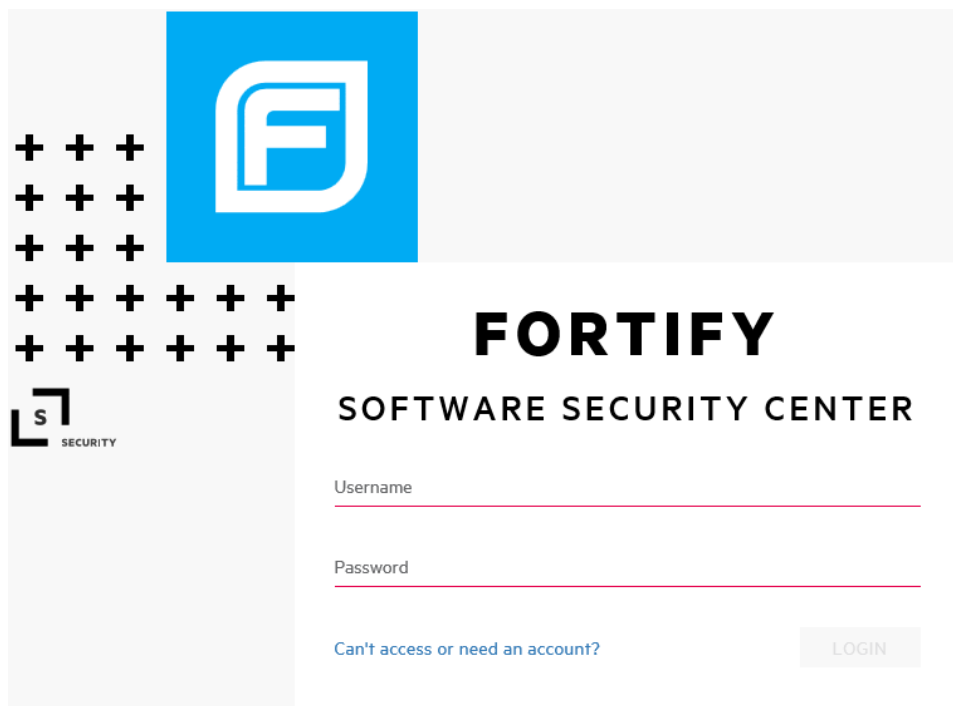 F
FORTIFY
SOFTWARE SECURITY CENTER
S
SECURITY
Username
Password
Can't access or need an account?
LOGIN